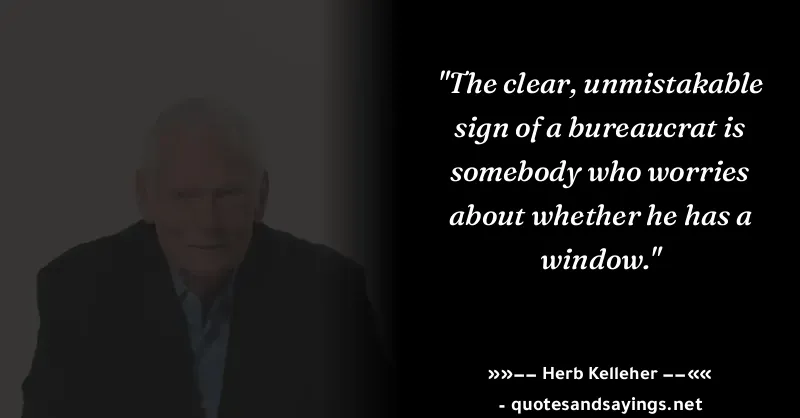 "The clear, unmistakable
sign of a bureaucrat is
somebody who worries
about whether he has a
window."
»»−− Herb Kelleher −−««
- quotesandsayings.net